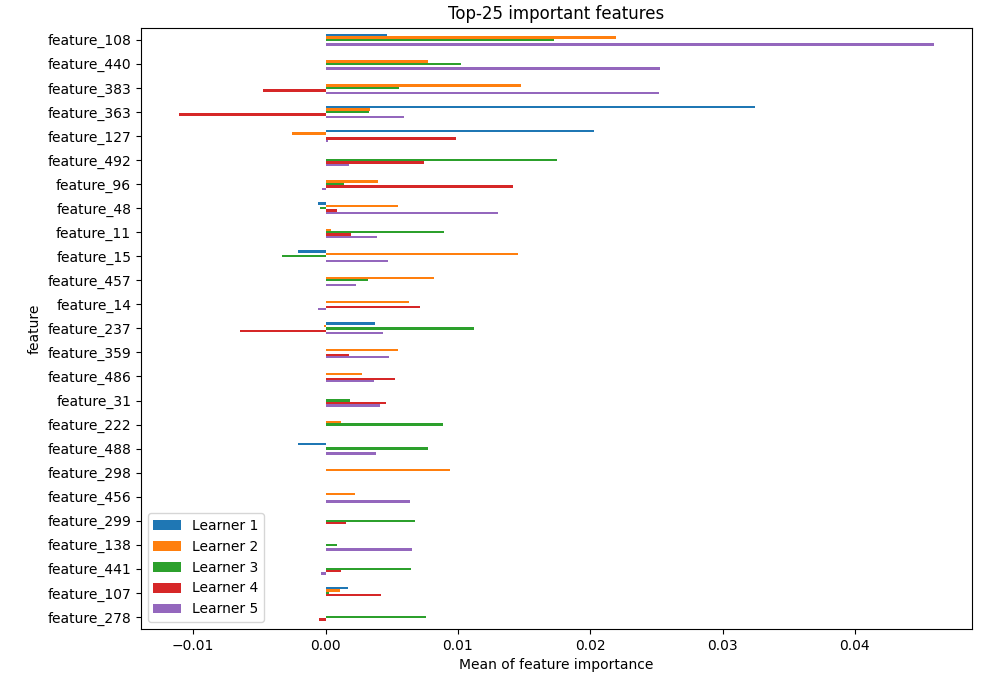 Top-25 important features
feature
feature_108
feature_440
feature_383
feature_363
feature_127
feature_492
feature_96
feature_48
feature_11
feature_15
feature_457
feature_14
feature_237
feature_359
feature_486
feature_31
feature_222
feature_488
feature_298
feature_456
feature_299
feature_138
feature_441
feature_107
feature_278
Learner 1
Learner 2
Learner 3
Learner 4
Learner 5
−0.01 0.00 0.01 0.02 0.03 0.04
Mean of feature importance